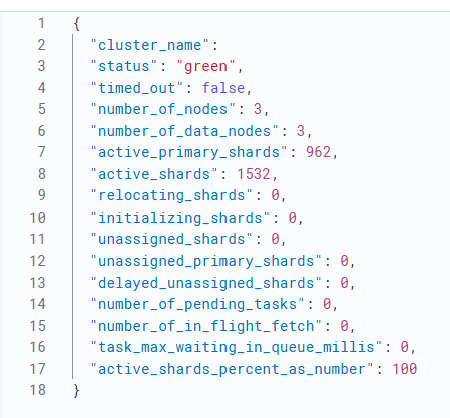 1 {
2 "cluster_name":
3 "status": "green",
4 "timed_out": false,
5 "number_of_nodes": 3,
6 "number_of_data_nodes": 3,
7 "active_primary_shards": 962,
8 "active_shards": 1532,
9 "relocating_shards": 0,
10 "initializing_shards": 0,
11 "unassigned_shards": 0,
12 "unassigned_primary_shards": 0,
13 "delayed_unassigned_shards": 0,
14 "number_of_pending_tasks": 0,
15 "number_of_in_flight_fetch": 0,
16 "task_max_waiting_in_queue_millis": 0,
17 "active_shards_percent_as_number": 100
18 }